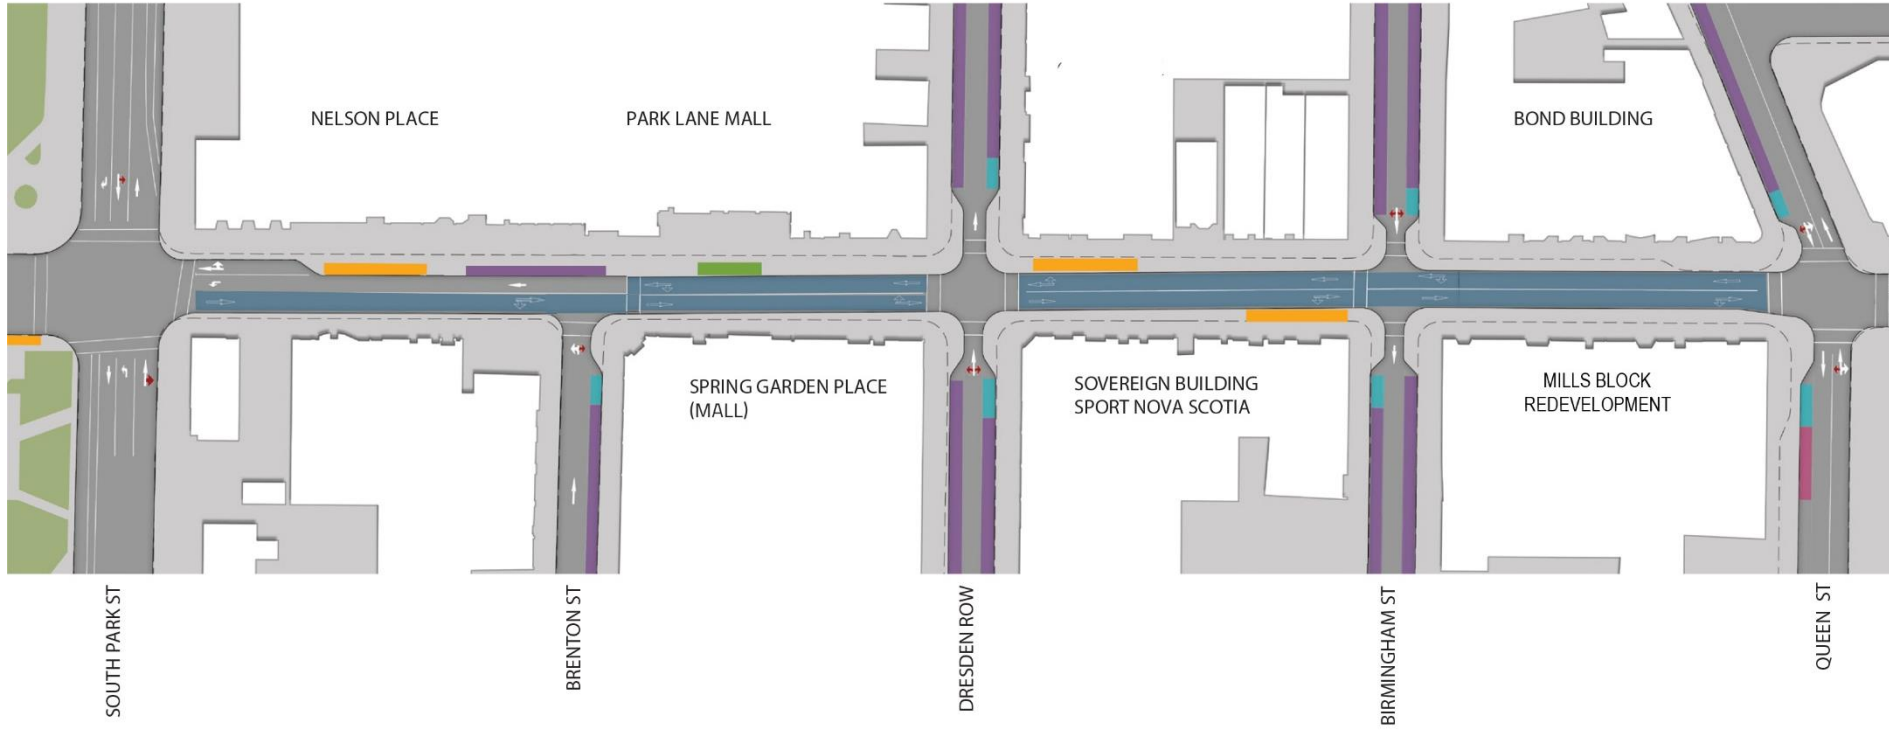 NELSON PLACE
PARK LANE MALL
BOND BUILDING
SPRING GARDEN PLACE
(MALL)
SOVEREIGN BUILDING
SPORT NOVA SCOTIA
MILLS BLOCK
REDEVELOPMENT
SOUTH PARK ST
BRENTON ST
DRESDEN ROW
BIRMINGHAM ST
QUEEN ST